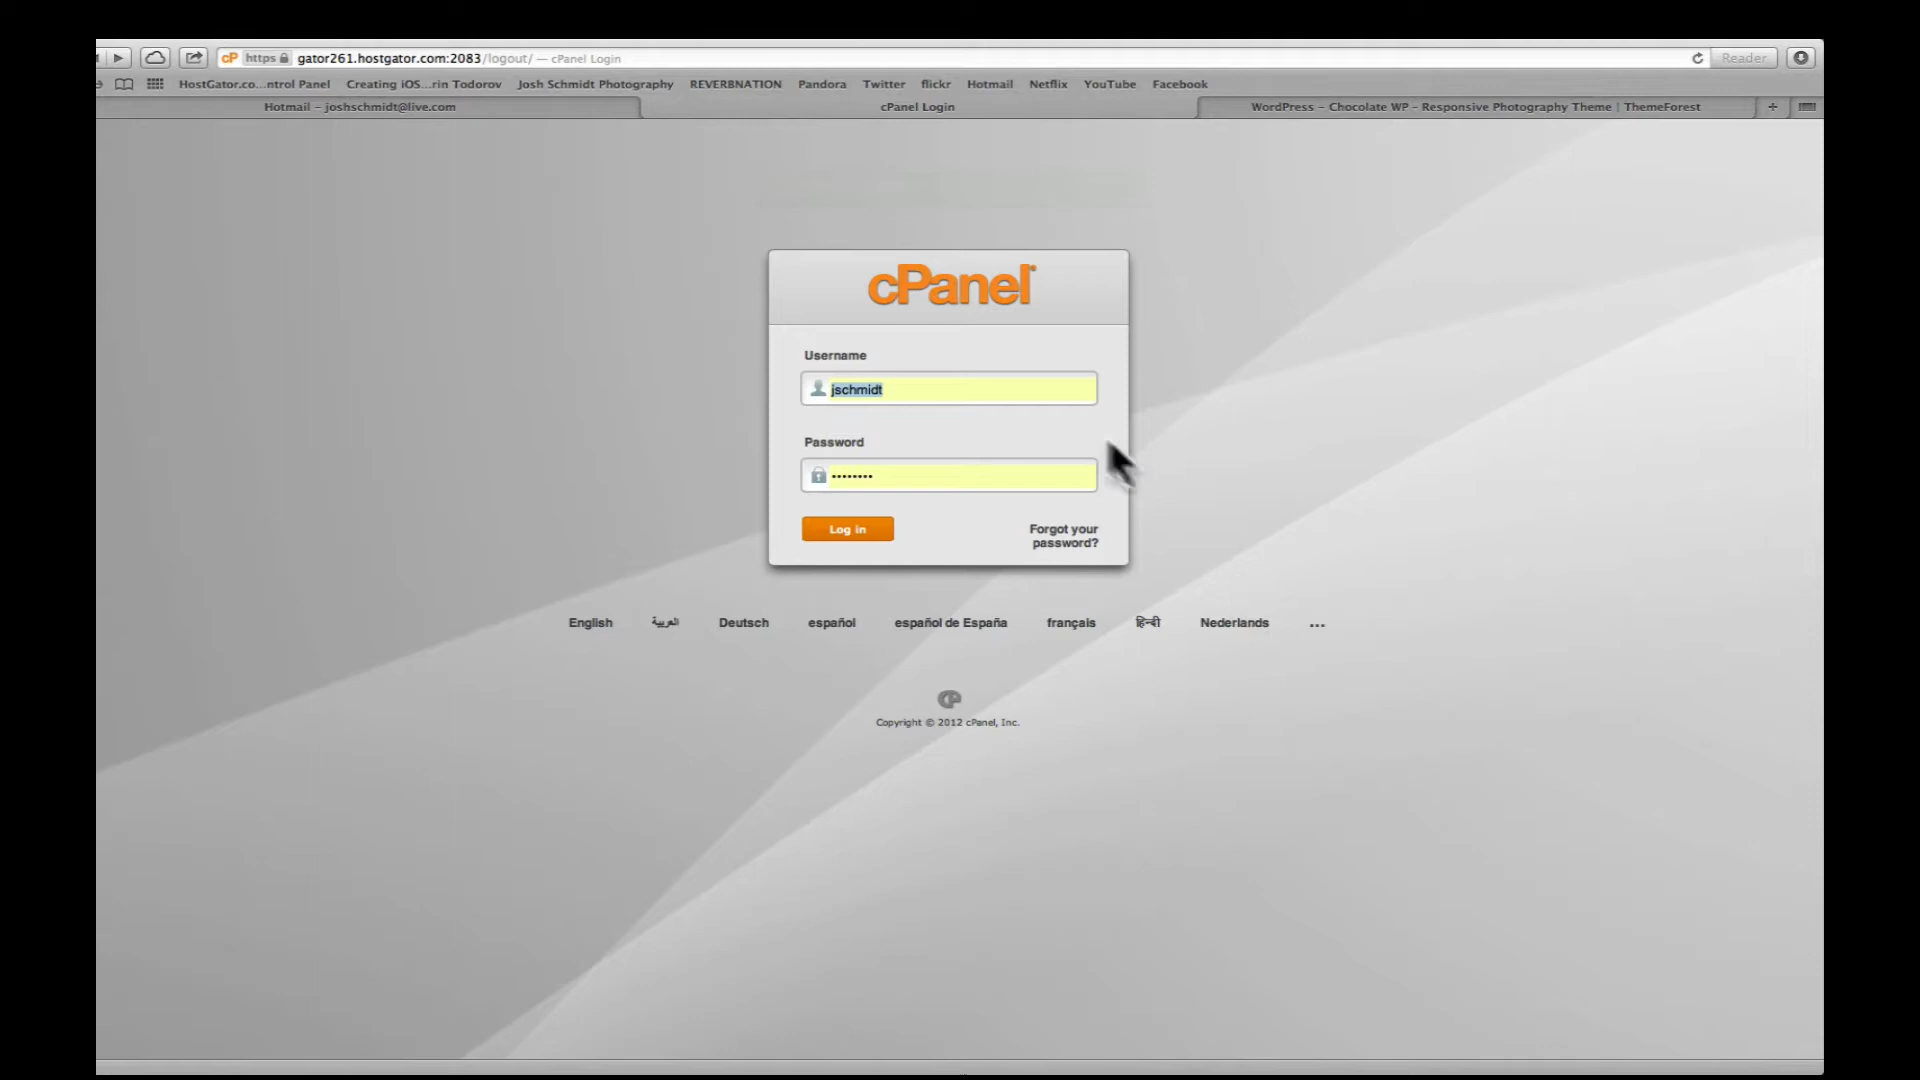 cP https gator261.hostgator.com:2083/logout/ — cPanel Login Reader
HostGator.co...ntrol Panel Creating iOS...rin Todorov Josh Schmidt Photography REVERBNATION Pandora Twitter flickr Hotmail Netflix YouTube Facebook
Hotmail – joshschmidt@live.com cPanel Login WordPress – Chocolate WP – Responsive Photography Theme | ThemeForest +
cPanel®
Username
jschmidt
Password
••••••••
Log in
Forgot your
password?
English العربية Deutsch español español de España français हिन्दी Nederlands ...
cP
Copyright © 2012 cPanel, Inc.